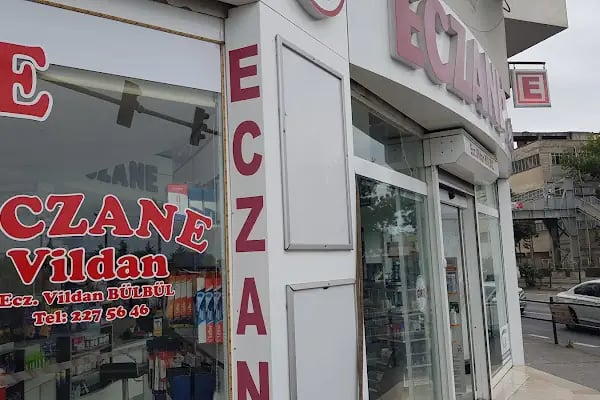 E
CZANE
Vildan
Ecz. Vildan BÜLBÜL
Tel: 227 56 46
ECZAN
ECZANE
E